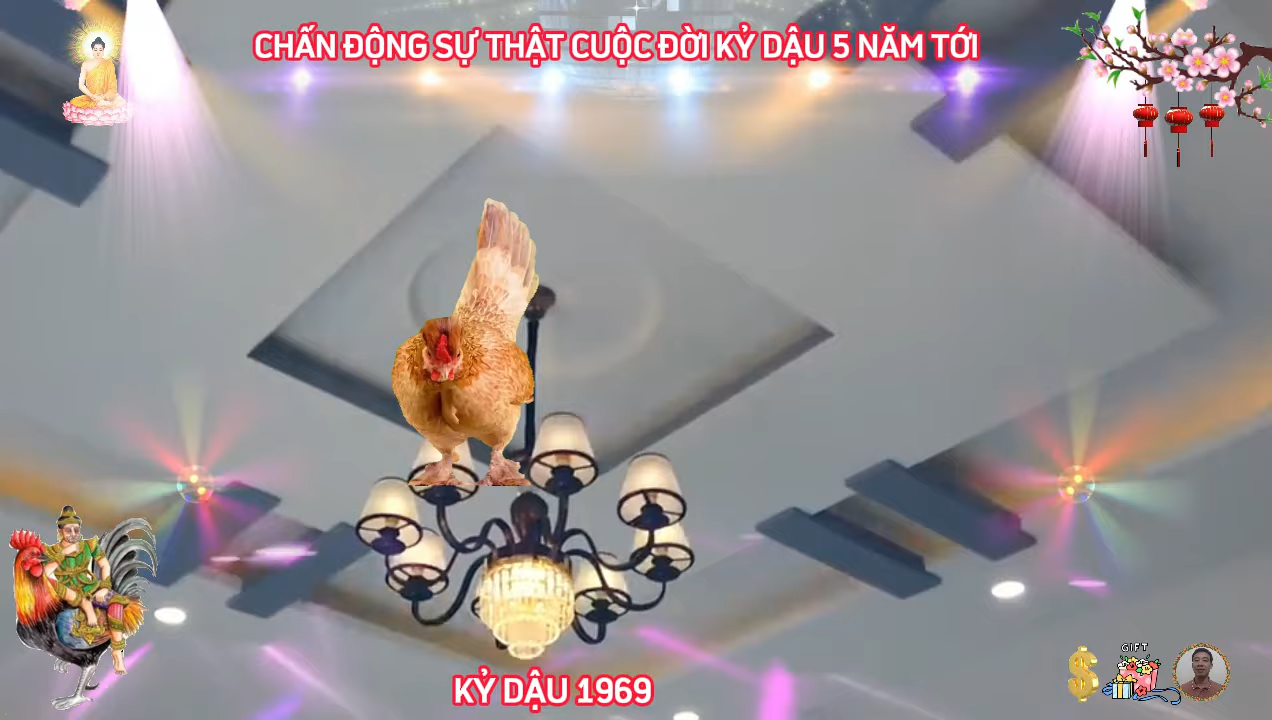 CHẤN ĐỘNG SỰ THẬT CUỘC ĐỜI KỶ DẬU 5 NĂM TỚI
GIFT
KỶ DẬU 1969